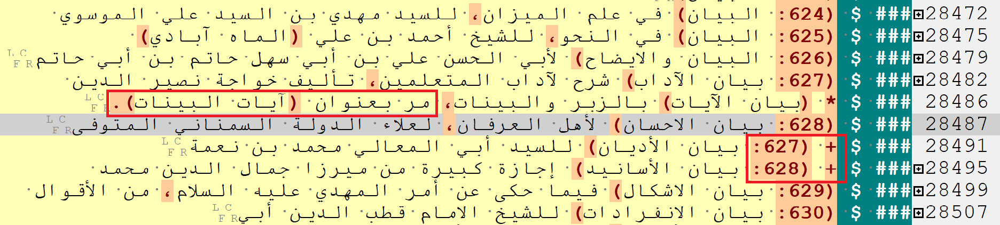 28472 ### $ (624: البيان) في علم الميزان، للسيد مهدي بن السيد علي الموسوي
28475 ### $ (625: البيان) في النحو، للشيخ أحمد بن علي (الماه آبادي)
28479 ### $ (626: البيان والايضاح) لأبي الحسن علي بن أبي سهل حاتم بن أبي حاتم
28482 ### $ (627: بيان الآداب) شرح لآداب المتعلمين، تأليف خواجة نصير الدين
28486 ### $ * (بيان الآيات) بالزبر والبينات، مر بعنوان (آيات البينات).
28487 ### $ (628: بيان الاحسان) لأهل العرفان، لعلاء الدولة السمناني المتوفى
28491 ### $ + (627: بيان الأديان) للسيد أبي المعالي محمد بن نعمة
28495 ### $ + (628: بيان الأسانيد) إجازة كبيرة من ميرزا جمال الدين محمد
28499 ### $ (629: بيان الاشكال) فيما حكى عن أمر المهدي عليه السلام، من الأقوال
28507 ### $ (630: بيان الانفرادات) للشيخ الامام قطب الدين أبي